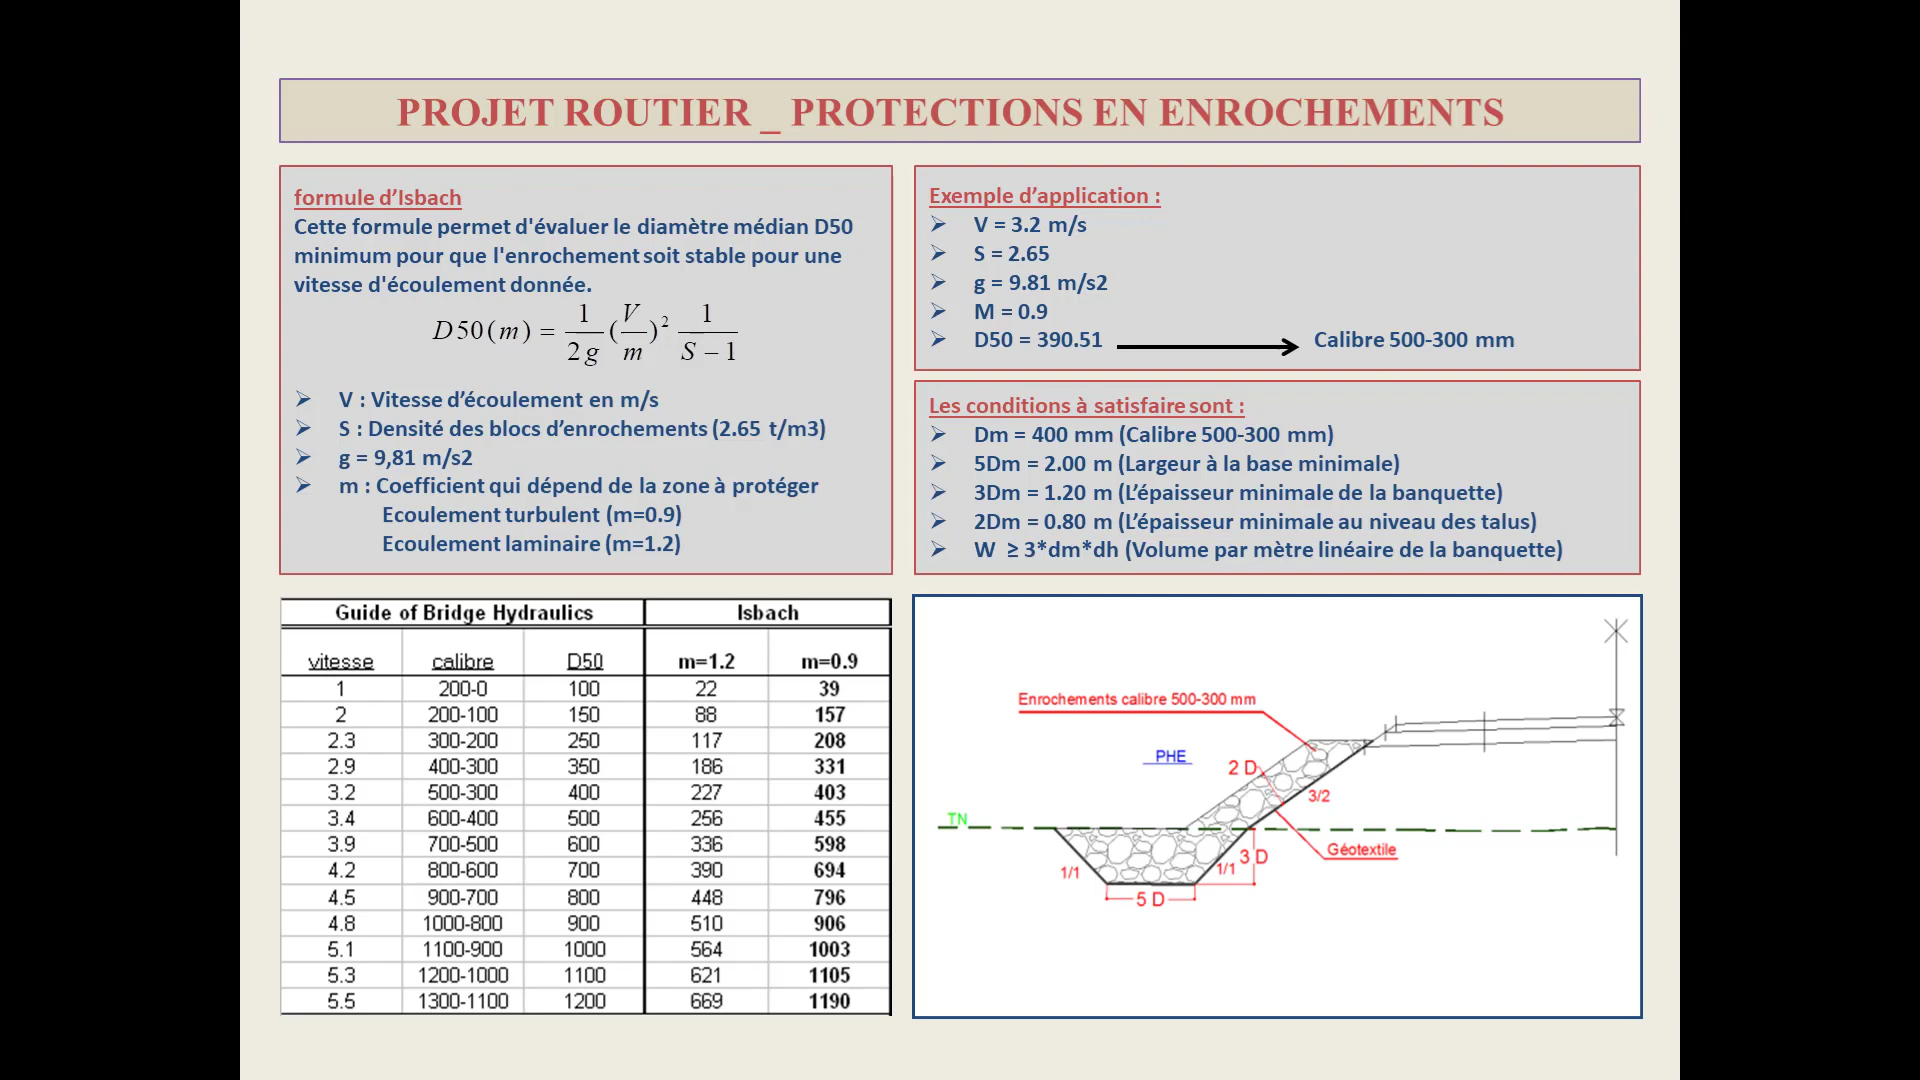 PROJET ROUTIER _ PROTECTIONS EN ENROCHEMENTS
formule d’Isbach
Cette formule permet d'évaluer le diamètre médian D50
minimum pour que l'enrochement soit stable pour une
vitesse d'écoulement donnée.
D50(m) = 1/2g (V/m)² 1/S − 1
V : Vitesse d’écoulement en m/s
S : Densité des blocs d’enrochements (2.65 t/m3)
g = 9,81 m/s2
m : Coefficient qui dépend de la zone à protéger
Ecoulement turbulent (m=0.9)
Ecoulement laminaire (m=1.2)
Exemple d’application :
V = 3.2 m/s
S = 2.65
g = 9.81 m/s2
M = 0.9
D50 = 390.51 Calibre 500-300 mm
Les conditions à satisfaire sont :
Dm = 400 mm (Calibre 500-300 mm)
5Dm = 2.00 m (Largeur à la base minimale)
3Dm = 1.20 m (L’épaisseur minimale de la banquette)
2Dm = 0.80 m (L’épaisseur minimale au niveau des talus)
W ≥ 3*dm*dh (Volume par mètre linéaire de la banquette)
Guide of Bridge Hydraulics Isbach
vitesse calibre D50 m=1.2 m=0.9
1 200-0 100 22 39
2 200-100 150 88 157
2.3 300-200 250 117 208
2.9 400-300 350 186 331
3.2 500-300 400 227 403
3.4 600-400 500 256 455
3.9 700-500 600 336 598
4.2 800-600 700 390 694
4.5 900-700 800 448 796
4.8 1000-800 900 510 906
5.1 1100-900 1000 564 1003
5.3 1200-1000 1100 621 1105
5.5 1300-1100 1200 669 1190
Enrochements calibre 500-300 mm
PHE
2 D
3/2
TN
Géotextile
3 D
1/1
1/1
5 D